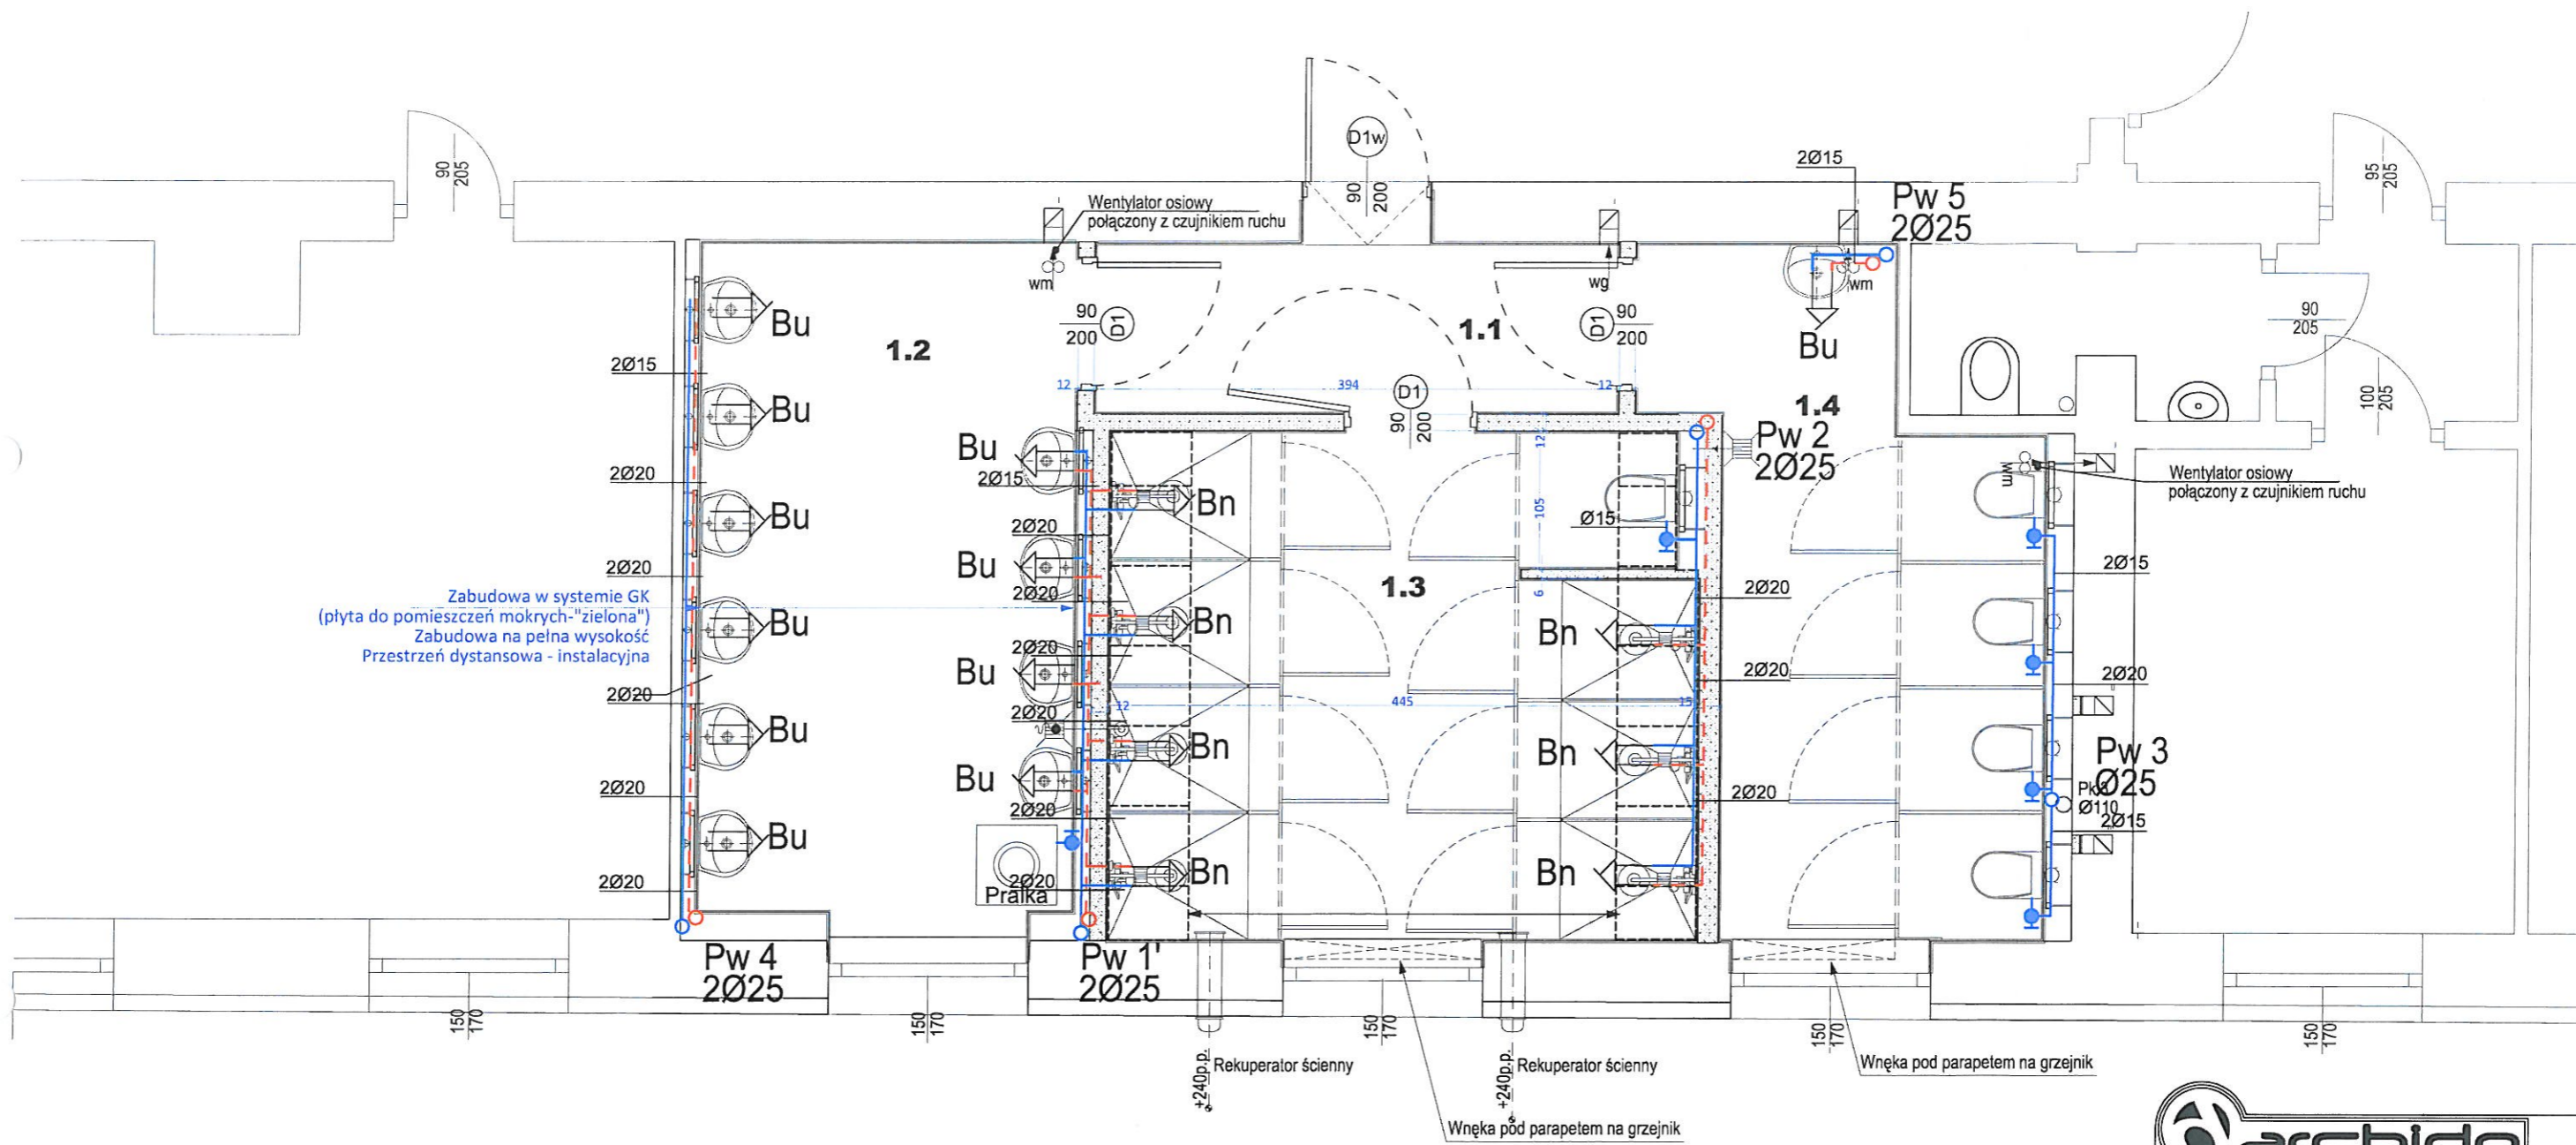 90
205
D1w
90
200
Wentylator osiowy
połączony z czujnikiem ruchu
2Ø15
Pw 5
2Ø25
95
205
wm
wg
wm
Bu
90
200
D1
1.1
D1
90
200
Bu
90
205
1.2
2Ø15
12
394
12
D1
90
200
1.4
100
205
Bu
Bu
2Ø15
12
Pw 2
2Ø25
wm
Wentylator osiowy
połączony z czujnikiem ruchu
2Ø20
Bu
Bn
105
Ø15
2Ø20
2Ø20
Bu
2Ø15
Zabudowa w systemie GK
(płyta do pomieszczeń mokrych-"zielona")
Zabudowa na pełna wysokość
Przestrzeń dystansowa - instalacyjna
2Ø20
1.3
6
2Ø20
Bu
Bn
Bn
2Ø20
Bu
2Ø20
2Ø20
2Ø20
12
445
15
2Ø20
Bu
Bn
Bn
Pw 3
Ø25
2Ø20
Bu
2Ø20
2Ø20
Ø110
2Ø15
Bu
2Ø20
Bn
Bn
2Ø20
Pralka
Pw 4
2Ø25
Pw 1'
2Ø25
150
170
150
170
150
170
150
170
150
170
+240p.p.
Rekuperator ścienny
+240p.p.
Rekuperator ścienny
Wnęka pod parapetem na grzejnik
Wnęka pod parapetem na grzejnik